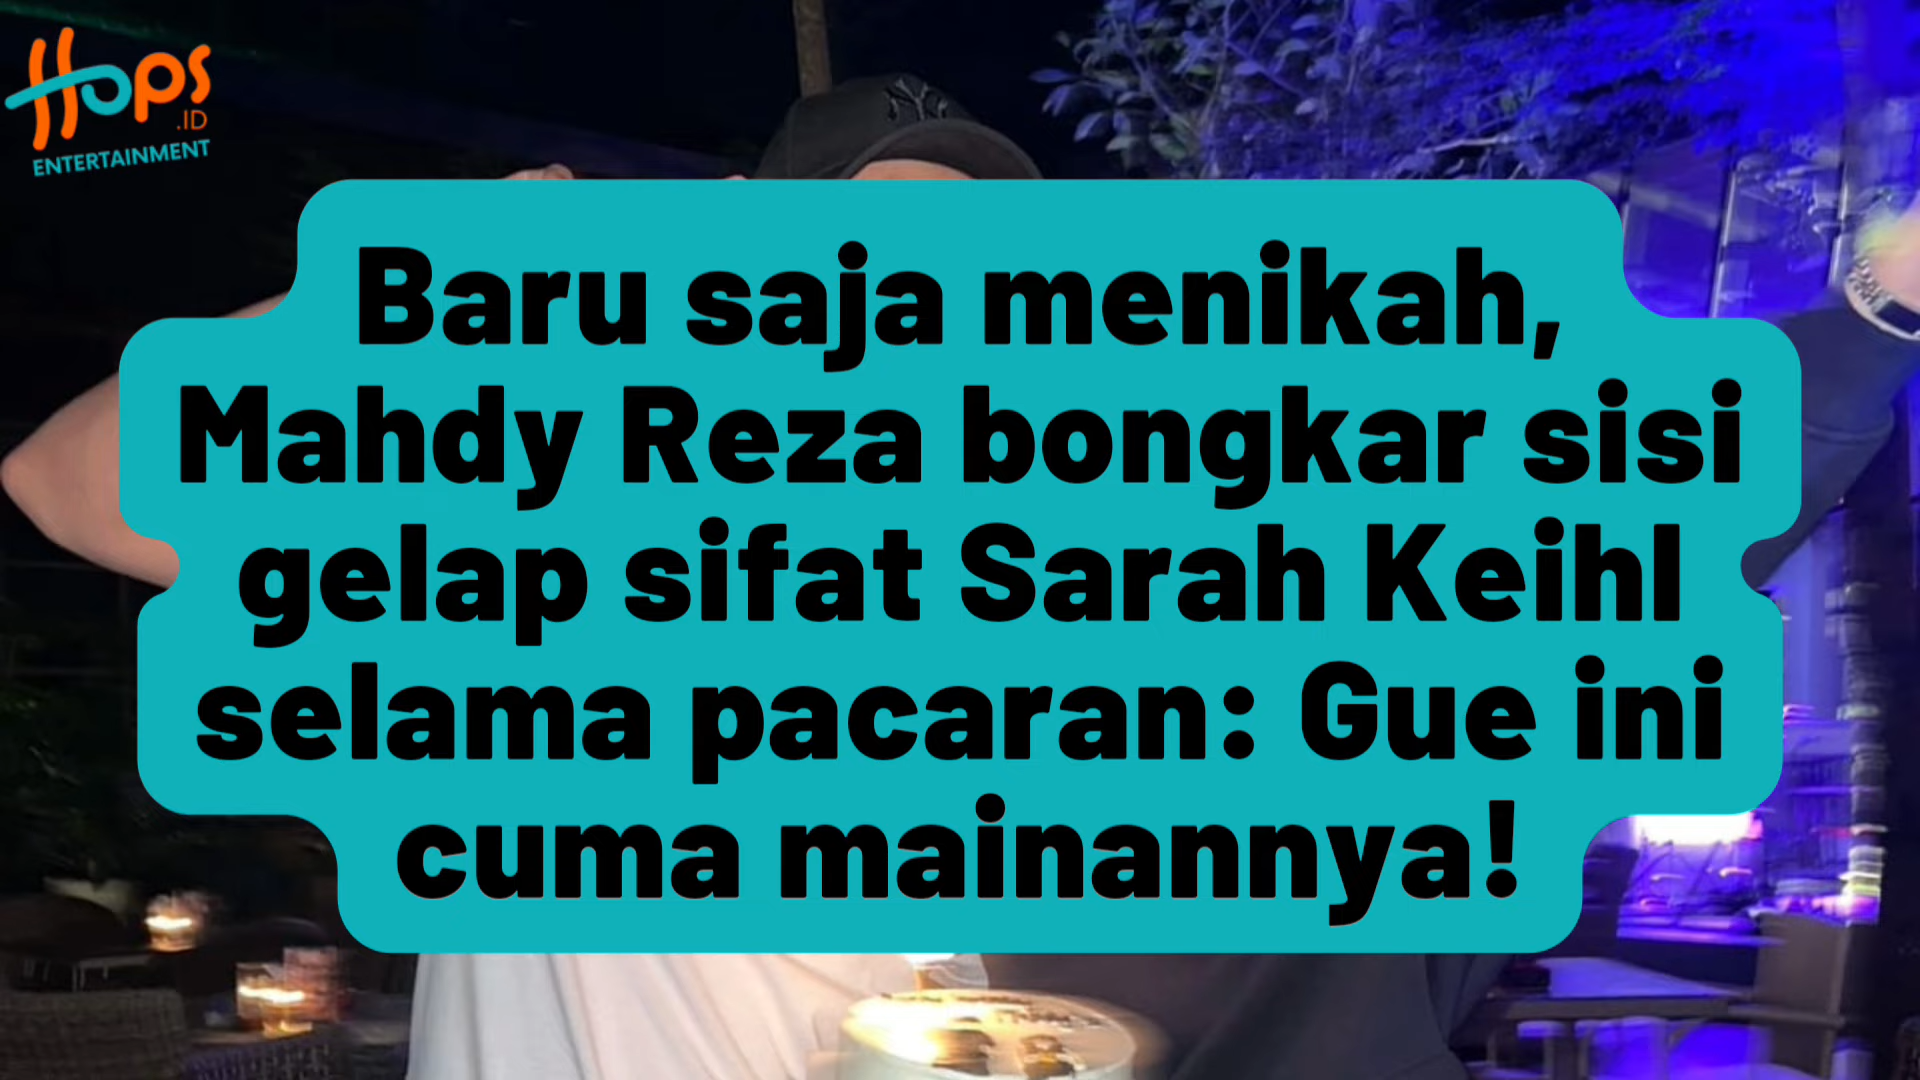 Hops
.ID
ENTERTAINMENT
NY
Baru saja menikah,
Mahdy Reza bongkar sisi
gelap sifat Sarah Keihl
selama pacaran: Gue ini
cuma mainannya!